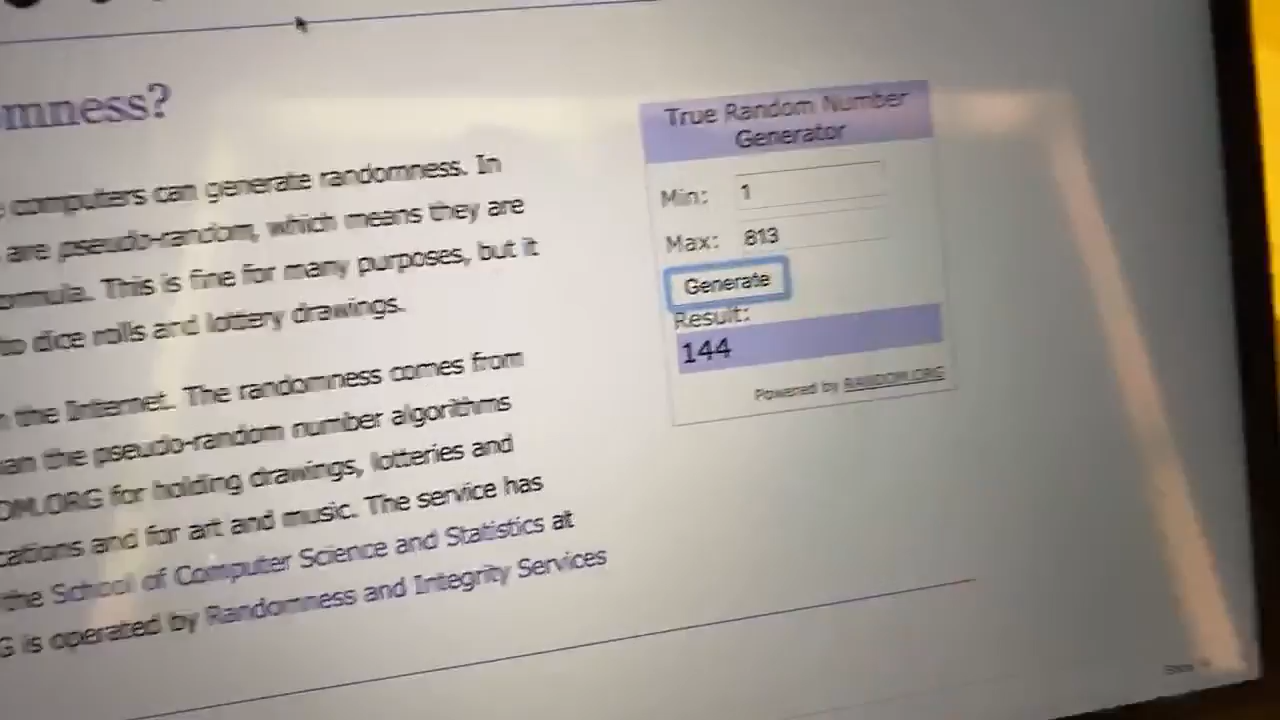 mness?
computers can generate randomness. In
are pseudo-random, which means they are
ormula. This is fine for many purposes, but it
to dice rolls and lottery drawings.
the Internet. The randomness comes from
an the pseudo-random number algorithms
OM.ORG for holding drawings, lotteries and
cations and for art and music. The service has
the School of Computer Science and Statistics at
G is operated by Randomness and Integrity Services
True Random Number
Generator
Min: 1
Max: 813
Generate
Result:
144
Powered by RANDOM.ORG